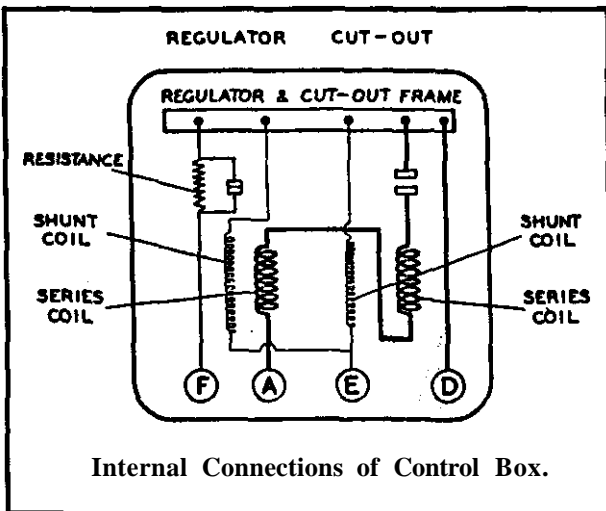 REGULATOR CUT-OUT
REGULATOR & CUT-OUT FRAME
RESISTANCE
SHUNT
COIL
SERIES
COIL
SHUNT
COIL
SERIES
COIL
F A E D
Internal Connections of Control Box.